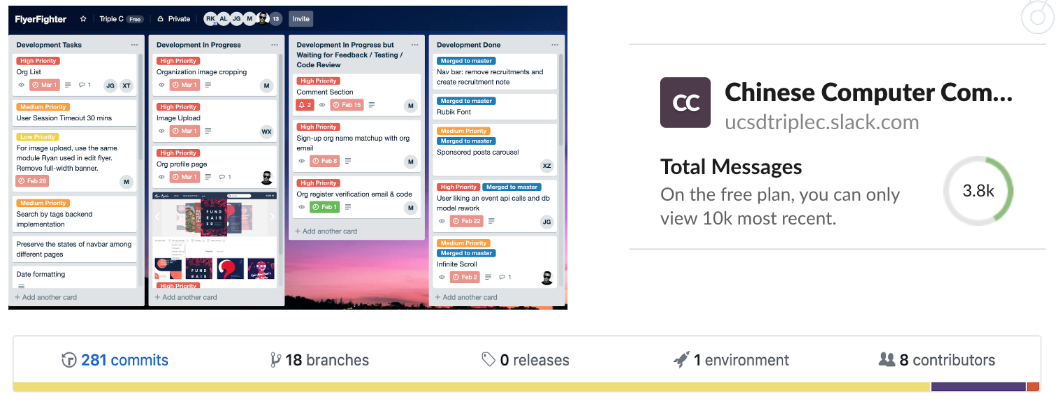 FlyerFighter
Triple C Free
Private
RK AL JG M 13
Invite
Development Tasks
High Priority
Org List
Mar 1
1
JG XT
Medium Priority
User Session Timeout 30 mins
Low Priority
For image upload, use the same
module Ryan used in edit flyer.
Remove full-width banner.
Feb 25
M
Medium Priority
Search by tags backend
implementation
Preserve the states of navbar among
different pages
Date formatting
+ Add another card
Development In Progress
High Priority
Organization image cropping
Mar 1
M
High Priority
Image Upload
Mar 1
WX
High Priority
Org profile page
Mar 1
1
FUND
RAIS
FUND
High Priority
+ Add another card
Development In Progress but
Waiting for Feedback / Testing /
Code Review
High Priority
Comment Section
2
Feb 15
M
High Priority
Sign-up org name matchup with org
email
Feb 8
M
High Priority
Org register verification email & code
Feb 1
M
+ Add another card
Development Done
Merged to master
Nav bar: remove recruitments and
create recruitment note
Merged to master
Rubik Font
Medium Priority
Merged to master
Sponsored posts carousel
XZ
High Priority Merged to master
User liking an event api calls and db
model rework
Feb 22
JG
Medium Priority
Merged to master
Infinite Scroll
Feb 2
1
+ Add another card
CC
Chinese Computer Com...
ucsdtriplec.slack.com
Total Messages
On the free plan, you can only
view 10k most recent.
3.8k
281 commits
18 branches
0 releases
1 environment
8 contributors